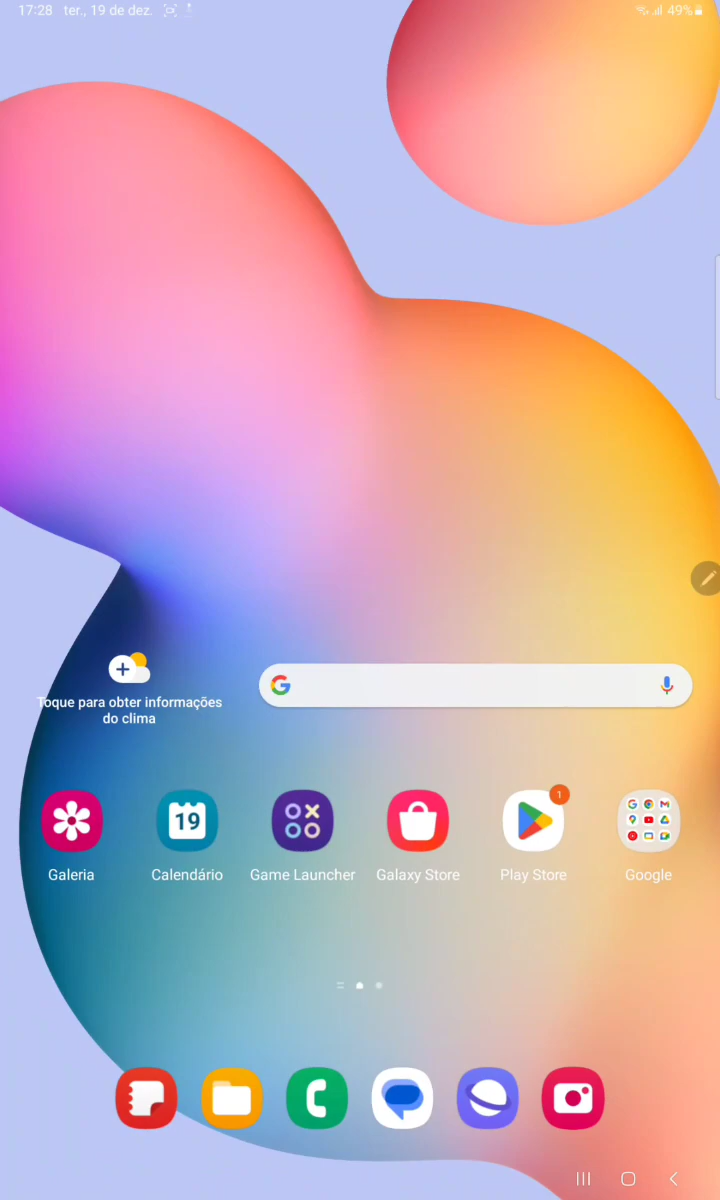 17:28 ter., 19 de dez.
49%
Toque para obter informações
do clima
19
1
Galeria
Calendário
Game Launcher
Galaxy Store
Play Store
Google